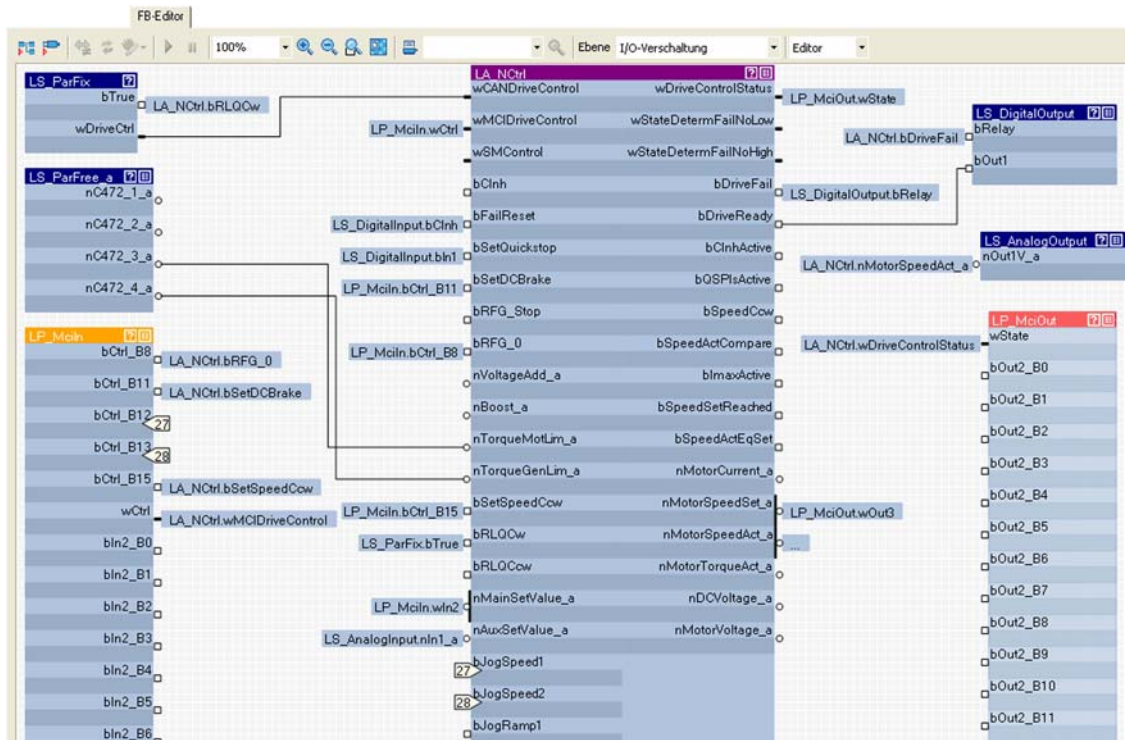 FB-Editor
100%
Ebene I/O-Verschaltung
Editor
LS_ParFix
bTrue
LA_NCtrl.bRLQCw
wDriveCtrl
LS_ParFree_a
nC472_1_a
nC472_2_a
nC472_3_a
nC472_4_a
LP_MciIn
bCtrl_B8
LA_NCtrl.bRFG_0
bCtrl_B11
LA_NCtrl.bSetDCBrake
bCtrl_B12
27
bCtrl_B13
28
bCtrl_B15
LA_NCtrl.bSetSpeedCcw
wCtrl
LA_NCtrl.wMCIDriveControl
bIn2_B0
bIn2_B1
bIn2_B2
bIn2_B3
bIn2_B4
bIn2_B5
bIn2_B6
LP_MciIn.wCtrl
LS_DigitalInput.bCInh
LS_DigitalInput.bIn1
LP_MciIn.bCtrl_B11
LP_MciIn.bCtrl_B8
LP_MciIn.bCtrl_B15
LS_ParFix.bTrue
LP_MciIn.wIn2
LS_AnalogInput.nIn1_a
27
28
LA_NCtrl
wCANDriveControl
wMCIDriveControl
wSMControl
bCInh
bFailReset
bSetQuickstop
bSetDCBrake
bRFG_Stop
bRFG_0
nVoltageAdd_a
nBoost_a
nTorqueMotLim_a
nTorqueGenLim_a
bSetSpeedCcw
bRLQCw
bRLQCcw
nMainSetValue_a
nAuxSetValue_a
bJogSpeed1
bJogSpeed2
bJogRamp1
wDriveControlStatus
wStateDetermFailNoLow
wStateDetermFailNoHigh
bDriveFail
bDriveReady
bCInhActive
bQSPIsActive
bSpeedCcw
bSpeedActCompare
bImaxActive
bSpeedSetReached
bSpeedActEqSet
nMotorCurrent_a
nMotorSpeedSet_a
nMotorSpeedAct_a
nMotorTorqueAct_a
nDCVoltage_a
nMotorVoltage_a
LP_MciOut.wState
LS_DigitalOutput.bRelay
LP_MciOut.wOut3
...
LS_DigitalOutput
LA_NCtrl.bDriveFail
bRelay
bOut1
LS_AnalogOutput
LA_NCtrl.nMotorSpeedAct_a
nOut1V_a
LP_MciOut
LA_NCtrl.wDriveControlStatus
wState
bOut2_B0
bOut2_B1
bOut2_B2
bOut2_B3
bOut2_B4
bOut2_B5
bOut2_B6
bOut2_B7
bOut2_B8
bOut2_B9
bOut2_B10
bOut2_B11